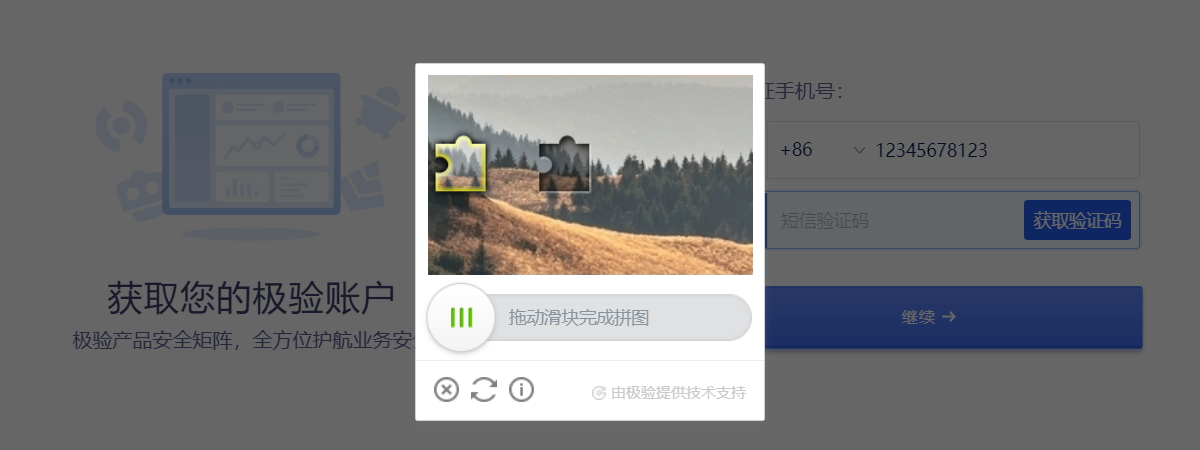 获取您的极验账户
极验产品安全矩阵，全方位护航业务安
证手机号：
+86
12345678123
短信验证码
获取验证码
继续
拖动滑块完成拼图
由极验提供技术支持